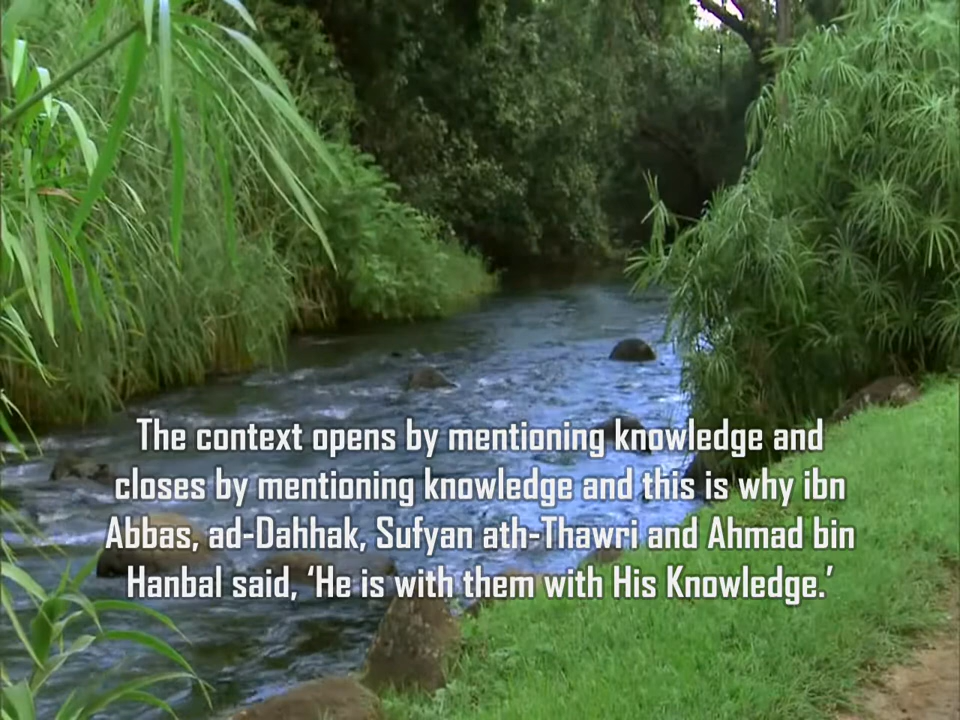 The context opens by mentioning knowledge and
closes by mentioning knowledge and this is why ibn
Abbas, ad-Dahhak, Sufyan ath-Thawri and Ahmad bin
Hanbal said, ‘He is with them with His Knowledge.’